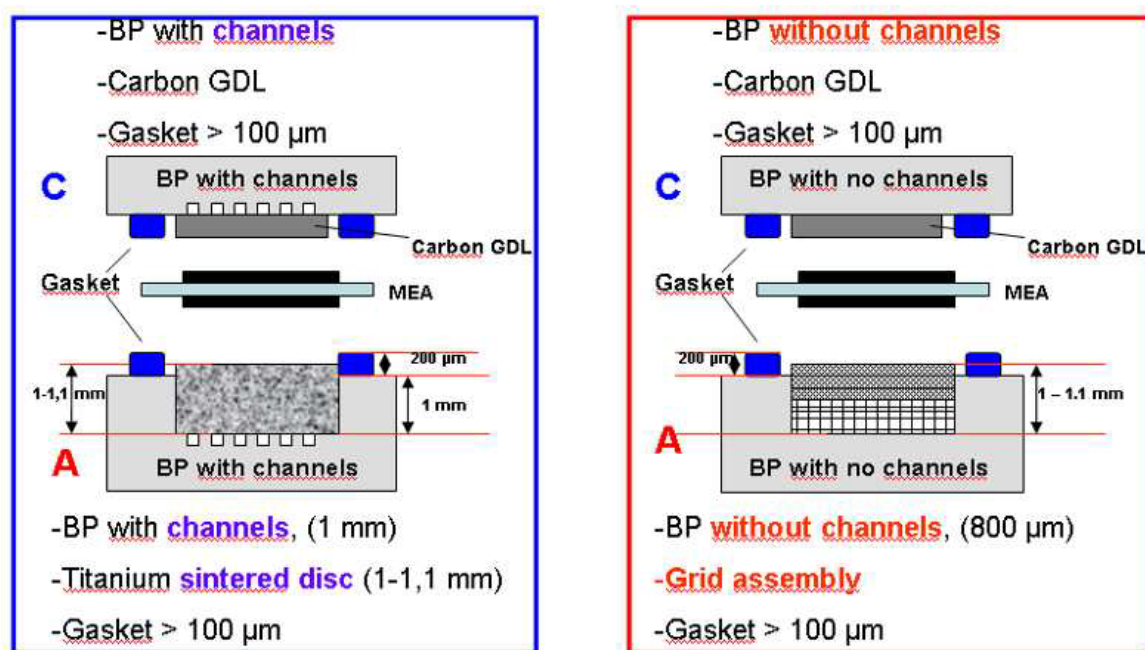 -BP with channels
-Carbon GDL
-Gasket > 100 µm
C
BP with channels
Carbon GDL
Gasket
MEA
200 µm
1-1,1 mm
1 mm
A
BP with channels
-BP with channels, (1 mm)
-Titanium sintered disc (1-1,1 mm)
-Gasket > 100 µm
-BP without channels
-Carbon GDL
-Gasket > 100 µm
C
BP with no channels
Carbon GDL
Gasket
MEA
200 µm
1 – 1.1 mm
A
BP with no channels
-BP without channels, (800 µm)
-Grid assembly
-Gasket > 100 µm